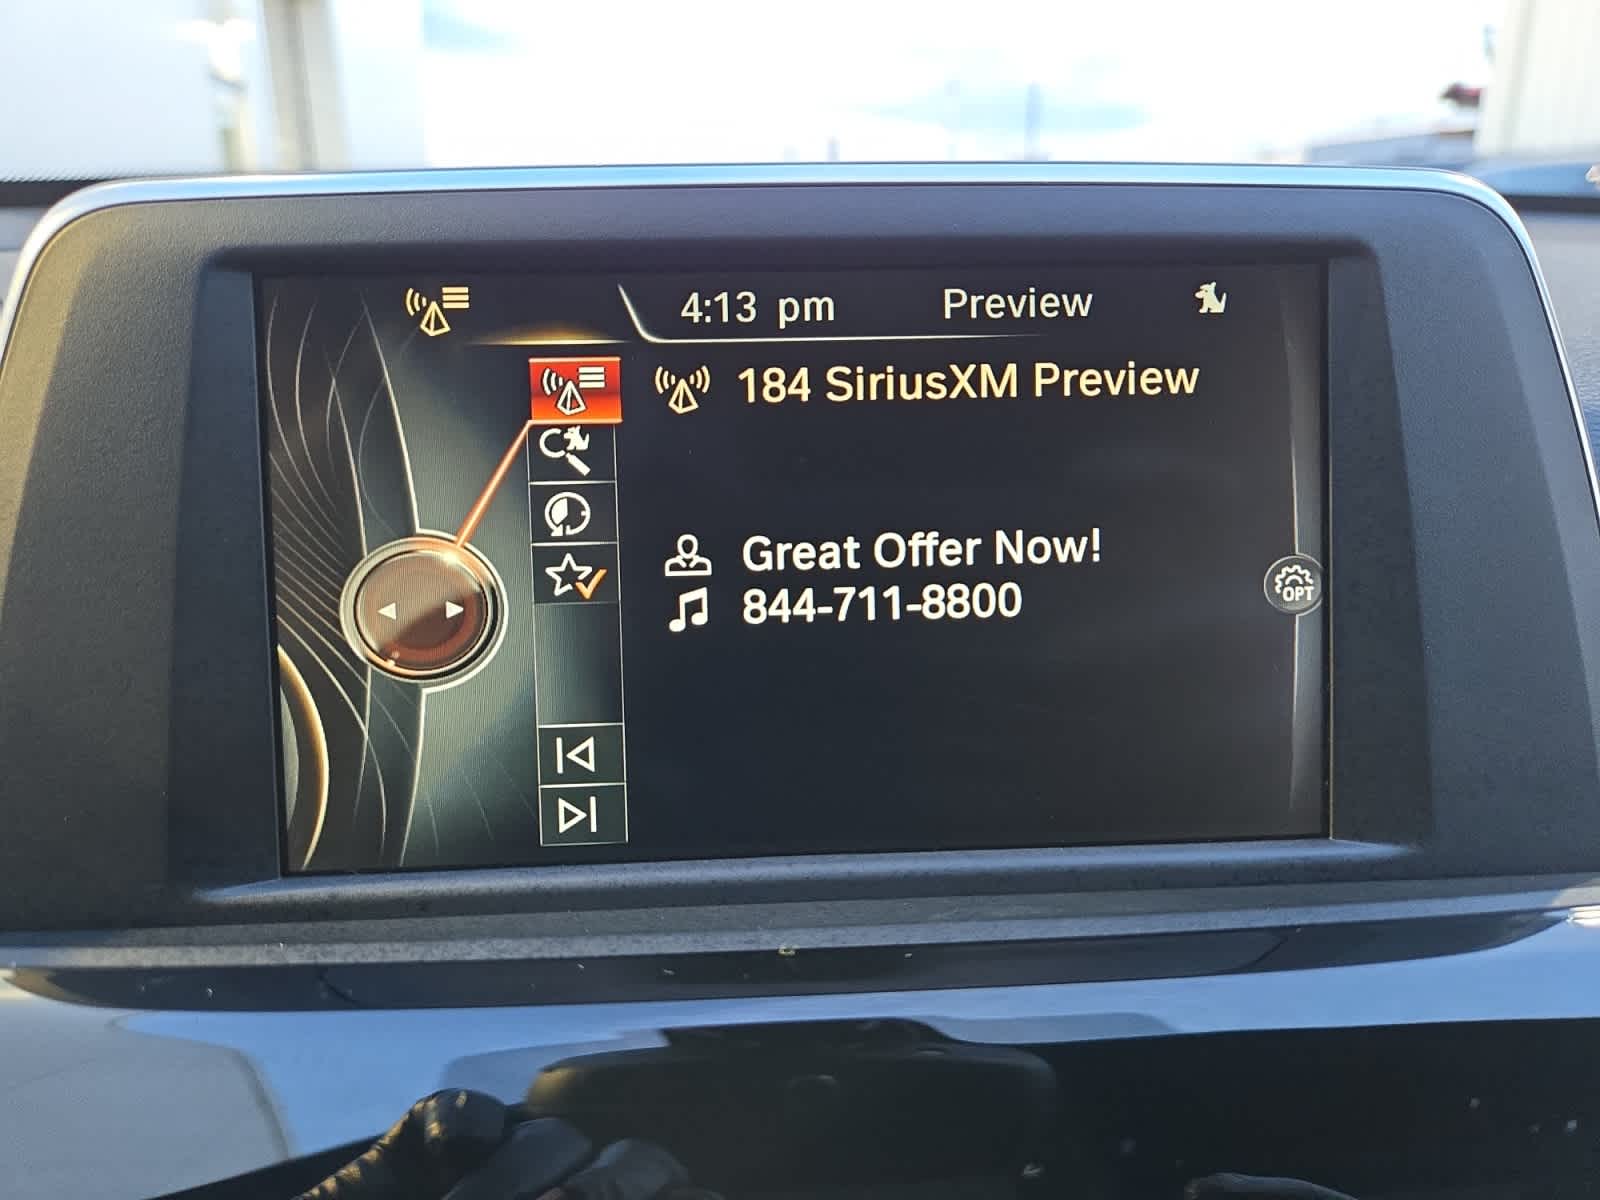 4:13 pm Preview
184 SiriusXM Preview
Great Offer Now!
844-711-8800
OPT